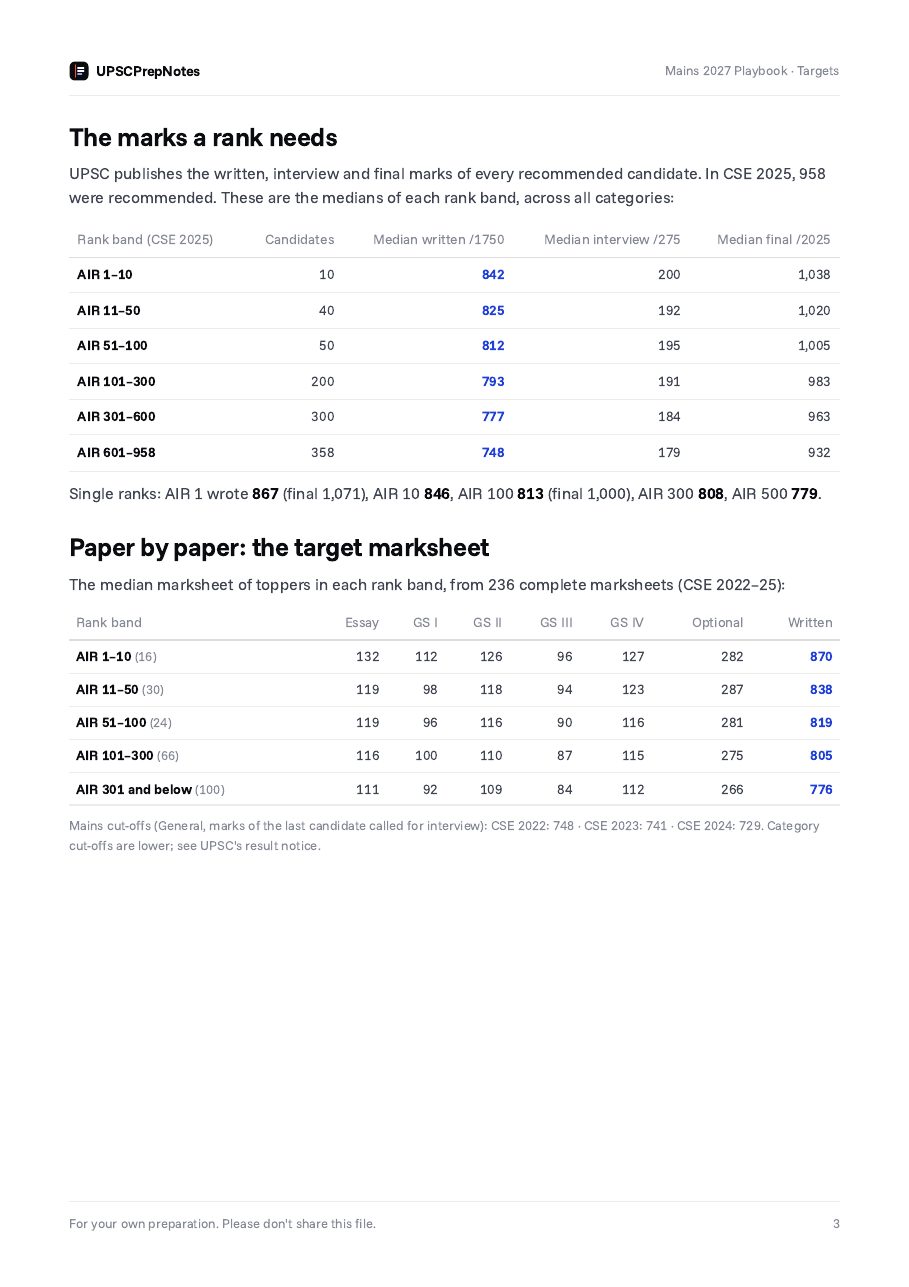 UPSCPrepNotes
Mains 2027 Playbook · Targets
The marks a rank needs
UPSC publishes the written, interview and final marks of every recommended candidate. In CSE 2025, 958
were recommended. These are the medians of each rank band, across all categories:
Rank band (CSE 2025) Candidates Median written /1750 Median interview /275 Median final /2025
AIR 1–10 10 842 200 1,038
AIR 11–50 40 825 192 1,020
AIR 51–100 50 812 195 1,005
AIR 101–300 200 793 191 983
AIR 301–600 300 777 184 963
AIR 601–958 358 748 179 932
Single ranks: AIR 1 wrote 867 (final 1,071), AIR 10 846, AIR 100 813 (final 1,000), AIR 300 808, AIR 500 779.
Paper by paper: the target marksheet
The median marksheet of toppers in each rank band, from 236 complete marksheets (CSE 2022–25):
Rank band Essay GS I GS II GS III GS IV Optional Written
AIR 1–10 (16) 132 112 126 96 127 282 870
AIR 11–50 (30) 119 98 118 94 123 287 838
AIR 51–100 (24) 119 96 116 90 116 281 819
AIR 101–300 (66) 116 100 110 87 115 275 805
AIR 301 and below (100) 111 92 109 84 112 266 776
Mains cut-offs (General, marks of the last candidate called for interview): CSE 2022: 748 · CSE 2023: 741 · CSE 2024: 729. Category
cut-offs are lower; see UPSC's result notice.
For your own preparation. Please don't share this file.
3